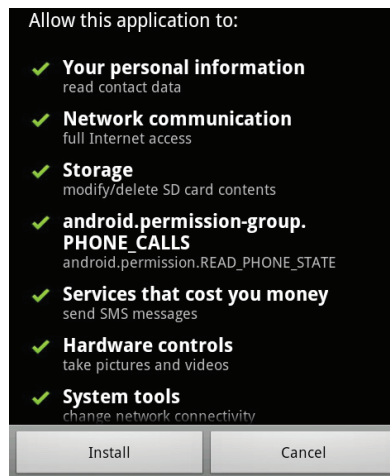 Allow this application to:
Your personal information
read contact data
Network communication
full Internet access
Storage
modify/delete SD card contents
android.permission-group.
PHONE_CALLS
android.permission.READ_PHONE_STATE
Services that cost you money
send SMS messages
Hardware controls
take pictures and videos
System tools
change network connectivity
Install
Cancel